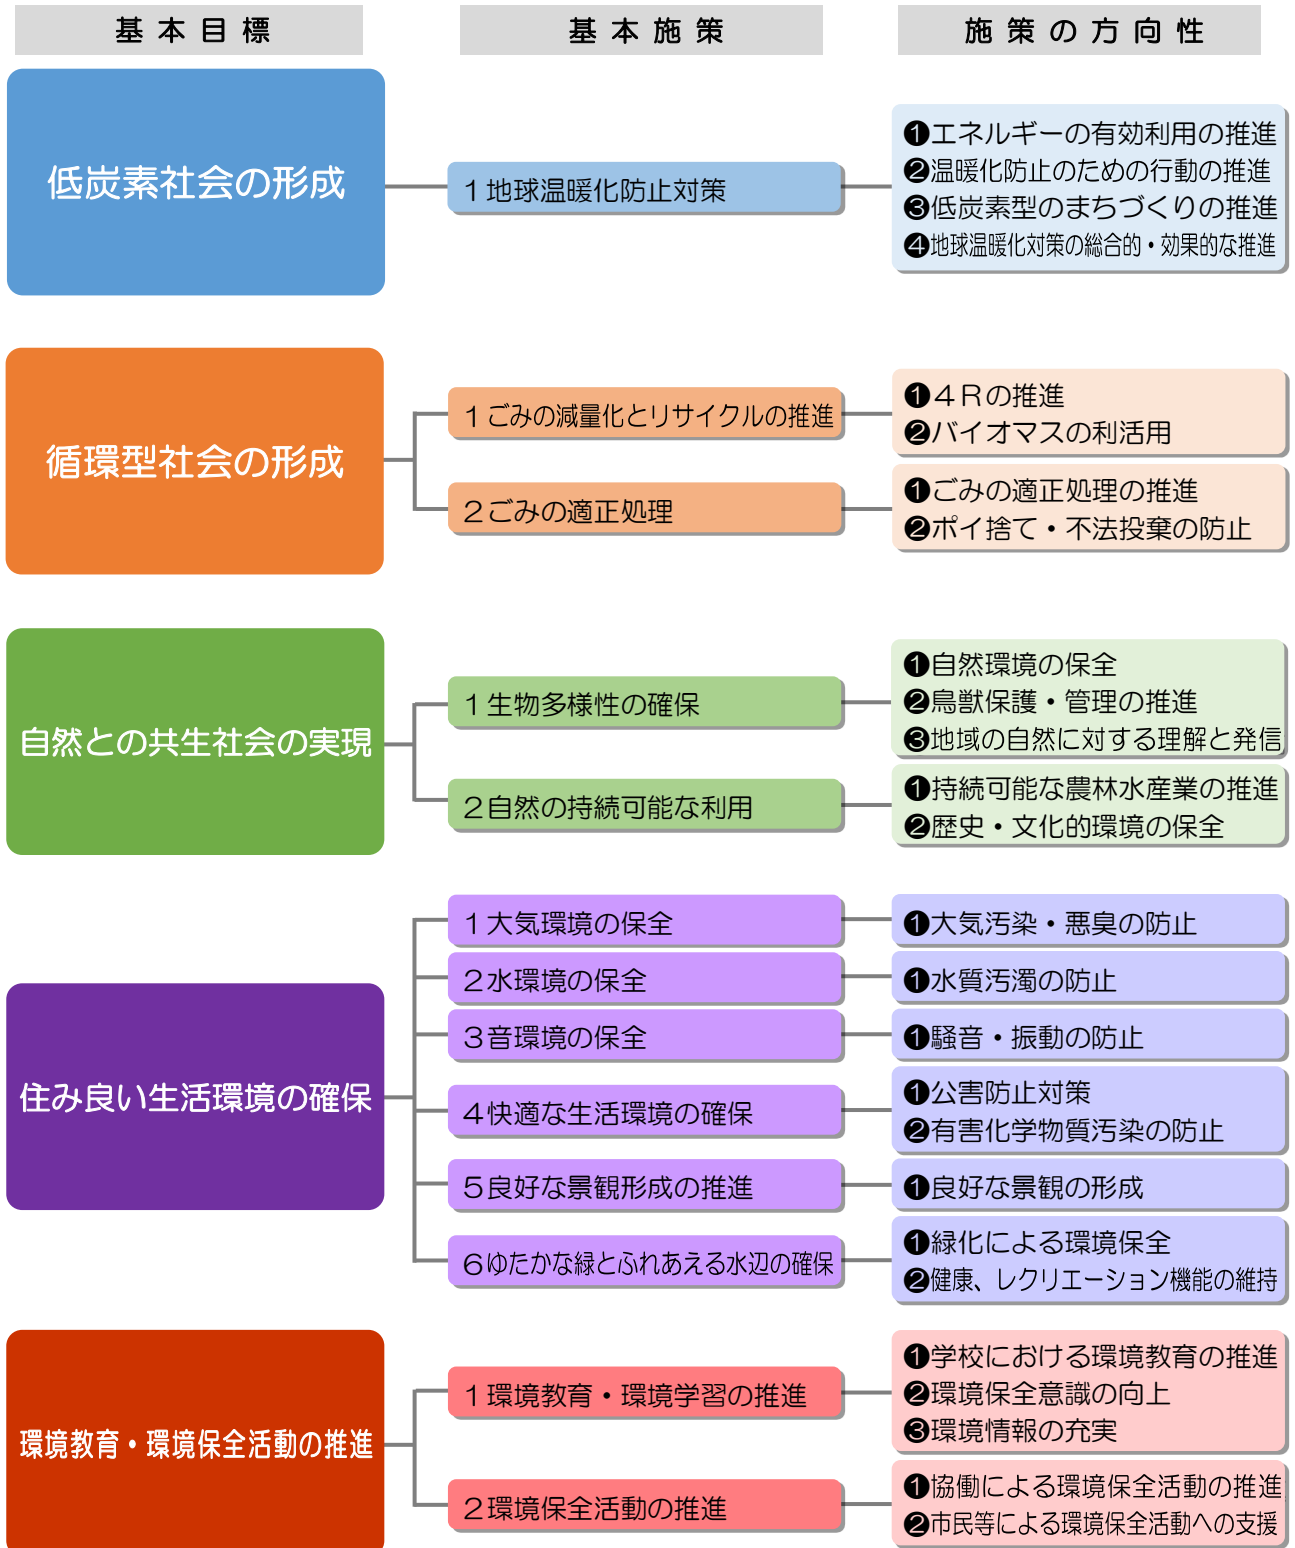 基本目標
基本施策
施策の方向性
低炭素社会の形成
1地球温暖化防止対策
❶エネルギーの有効利用の推進
❷温暖化防止のための行動の推進
❸低炭素型のまちづくりの推進
❹地球温暖化対策の総合的・効果的な推進
循環型社会の形成
1ごみの減量化とリサイクルの推進
❶4Rの推進
❷バイオマスの利活用
2ごみの適正処理
❶ごみの適正処理の推進
❷ポイ捨て・不法投棄の防止
自然との共生社会の実現
1生物多様性の確保
❶自然環境の保全
❷鳥獣保護・管理の推進
❸地域の自然に対する理解と発信
2自然の持続可能な利用
❶持続可能な農林水産業の推進
❷歴史・文化的環境の保全
住み良い生活環境の確保
1大気環境の保全
❶大気汚染・悪臭の防止
2水環境の保全
❶水質汚濁の防止
3音環境の保全
❶騒音・振動の防止
4快適な生活環境の確保
❶公害防止対策
❷有害化学物質汚染の防止
5良好な景観形成の推進
❶良好な景観の形成
6ゆたかな緑とふれあえる水辺の確保
❶緑化による環境保全
❷健康、レクリエーション機能の維持
環境教育・環境保全活動の推進
1環境教育・環境学習の推進
❶学校における環境教育の推進
❷環境保全意識の向上
❸環境情報の充実
2環境保全活動の推進
❶協働による環境保全活動の推進
❷市民等による環境保全活動への支援